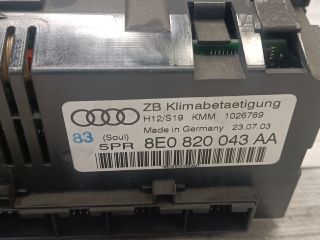 ZB Klimabetaetigung
H12/S19 KMM 1026789
Made in Germany 23.07.03
83 (Soul)
5PR 8E0 820 043 AA